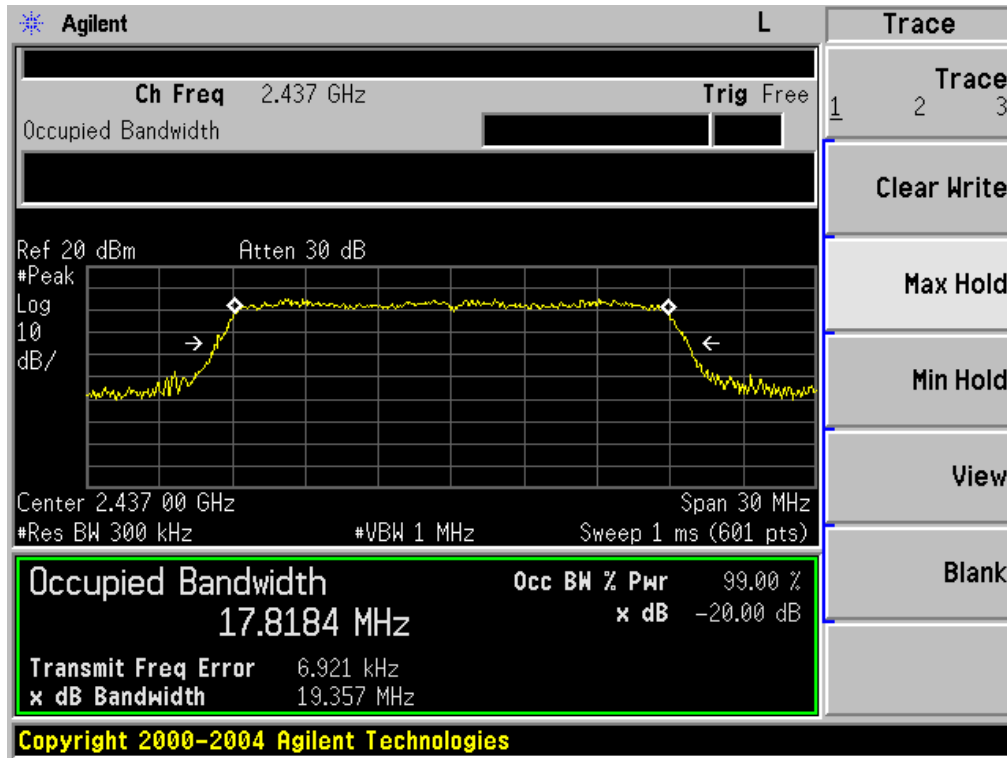 Agilent L
Ch Freq 2.437 GHz Trig Free
Occupied Bandwidth
Ref 20 dBm Atten 30 dB
#Peak
Log
10
dB/
Center 2.437 00 GHz Span 30 MHz
#Res BW 300 kHz #VBW 1 MHz Sweep 1 ms (601 pts)
Occupied Bandwidth Occ BW % Pwr 99.00 %
17.8184 MHz x dB -20.00 dB
Transmit Freq Error 6.921 kHz
x dB Bandwidth 19.357 MHz
Copyright 2000-2004 Agilent Technologies
Trace
Trace
1 2 3
Clear Write
Max Hold
Min Hold
View
Blank